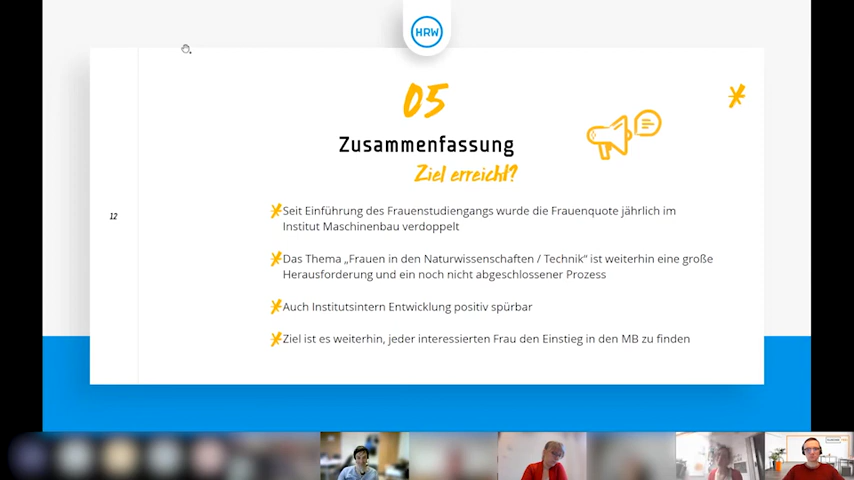 HRW
05
Zusammenfassung
Ziel erreicht?
12
Seit Einführung des Frauenstudiengangs wurde die Frauenquote jährlich im
Institut Maschinenbau verdoppelt
Das Thema „Frauen in den Naturwissenschaften / Technik“ ist weiterhin eine große
Herausforderung und ein noch nicht abgeschlossener Prozess
Auch Institutsintern Entwicklung positiv spürbar
Ziel ist es weiterhin, jeder interessierten Frau den Einstieg in den MB zu finden